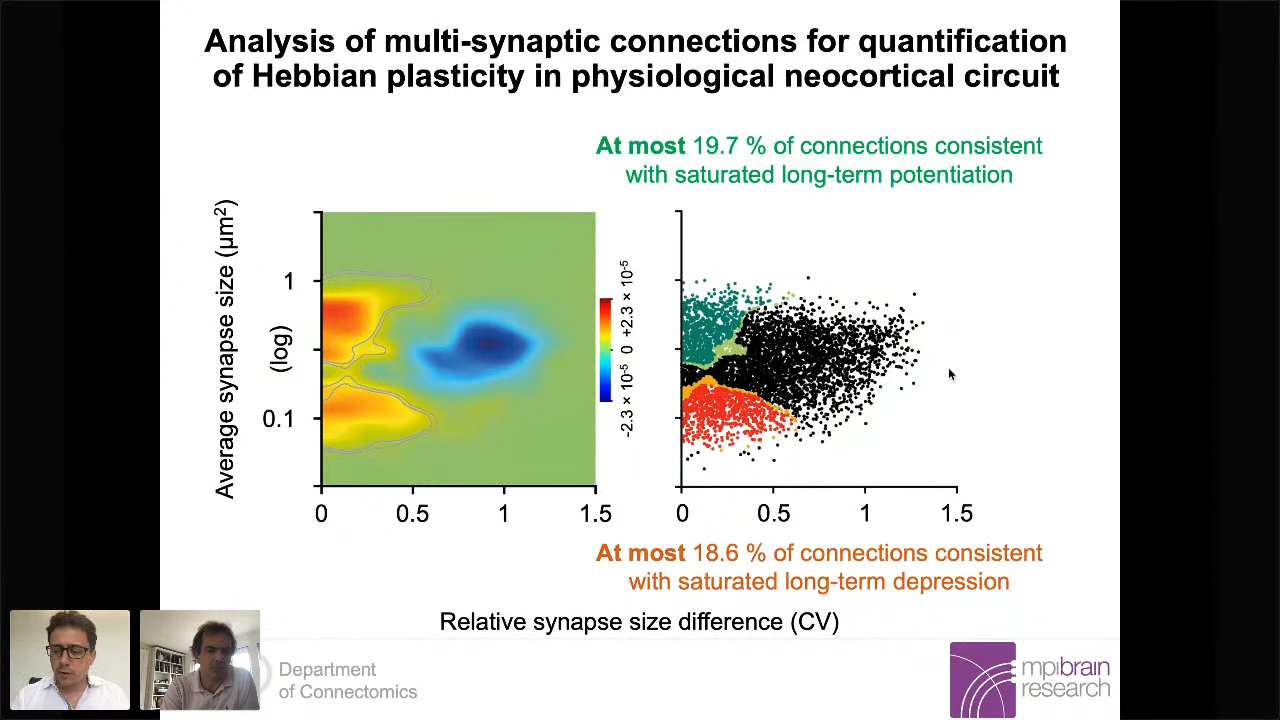 Analysis of multi-synaptic connections for quantification
of Hebbian plasticity in physiological neocortical circuit
At most 19.7 % of connections consistent
with saturated long-term potentiation
Average synapse size (µm²)
(log)
1
0.1
0
0.5
1
1.5
-2.3 × 10⁻⁵ 0 +2.3 × 10⁻⁵
0
0.5
1
1.5
At most 18.6 % of connections consistent
with saturated long-term depression
Relative synapse size difference (CV)
Department
of Connectomics
mpibrain
research